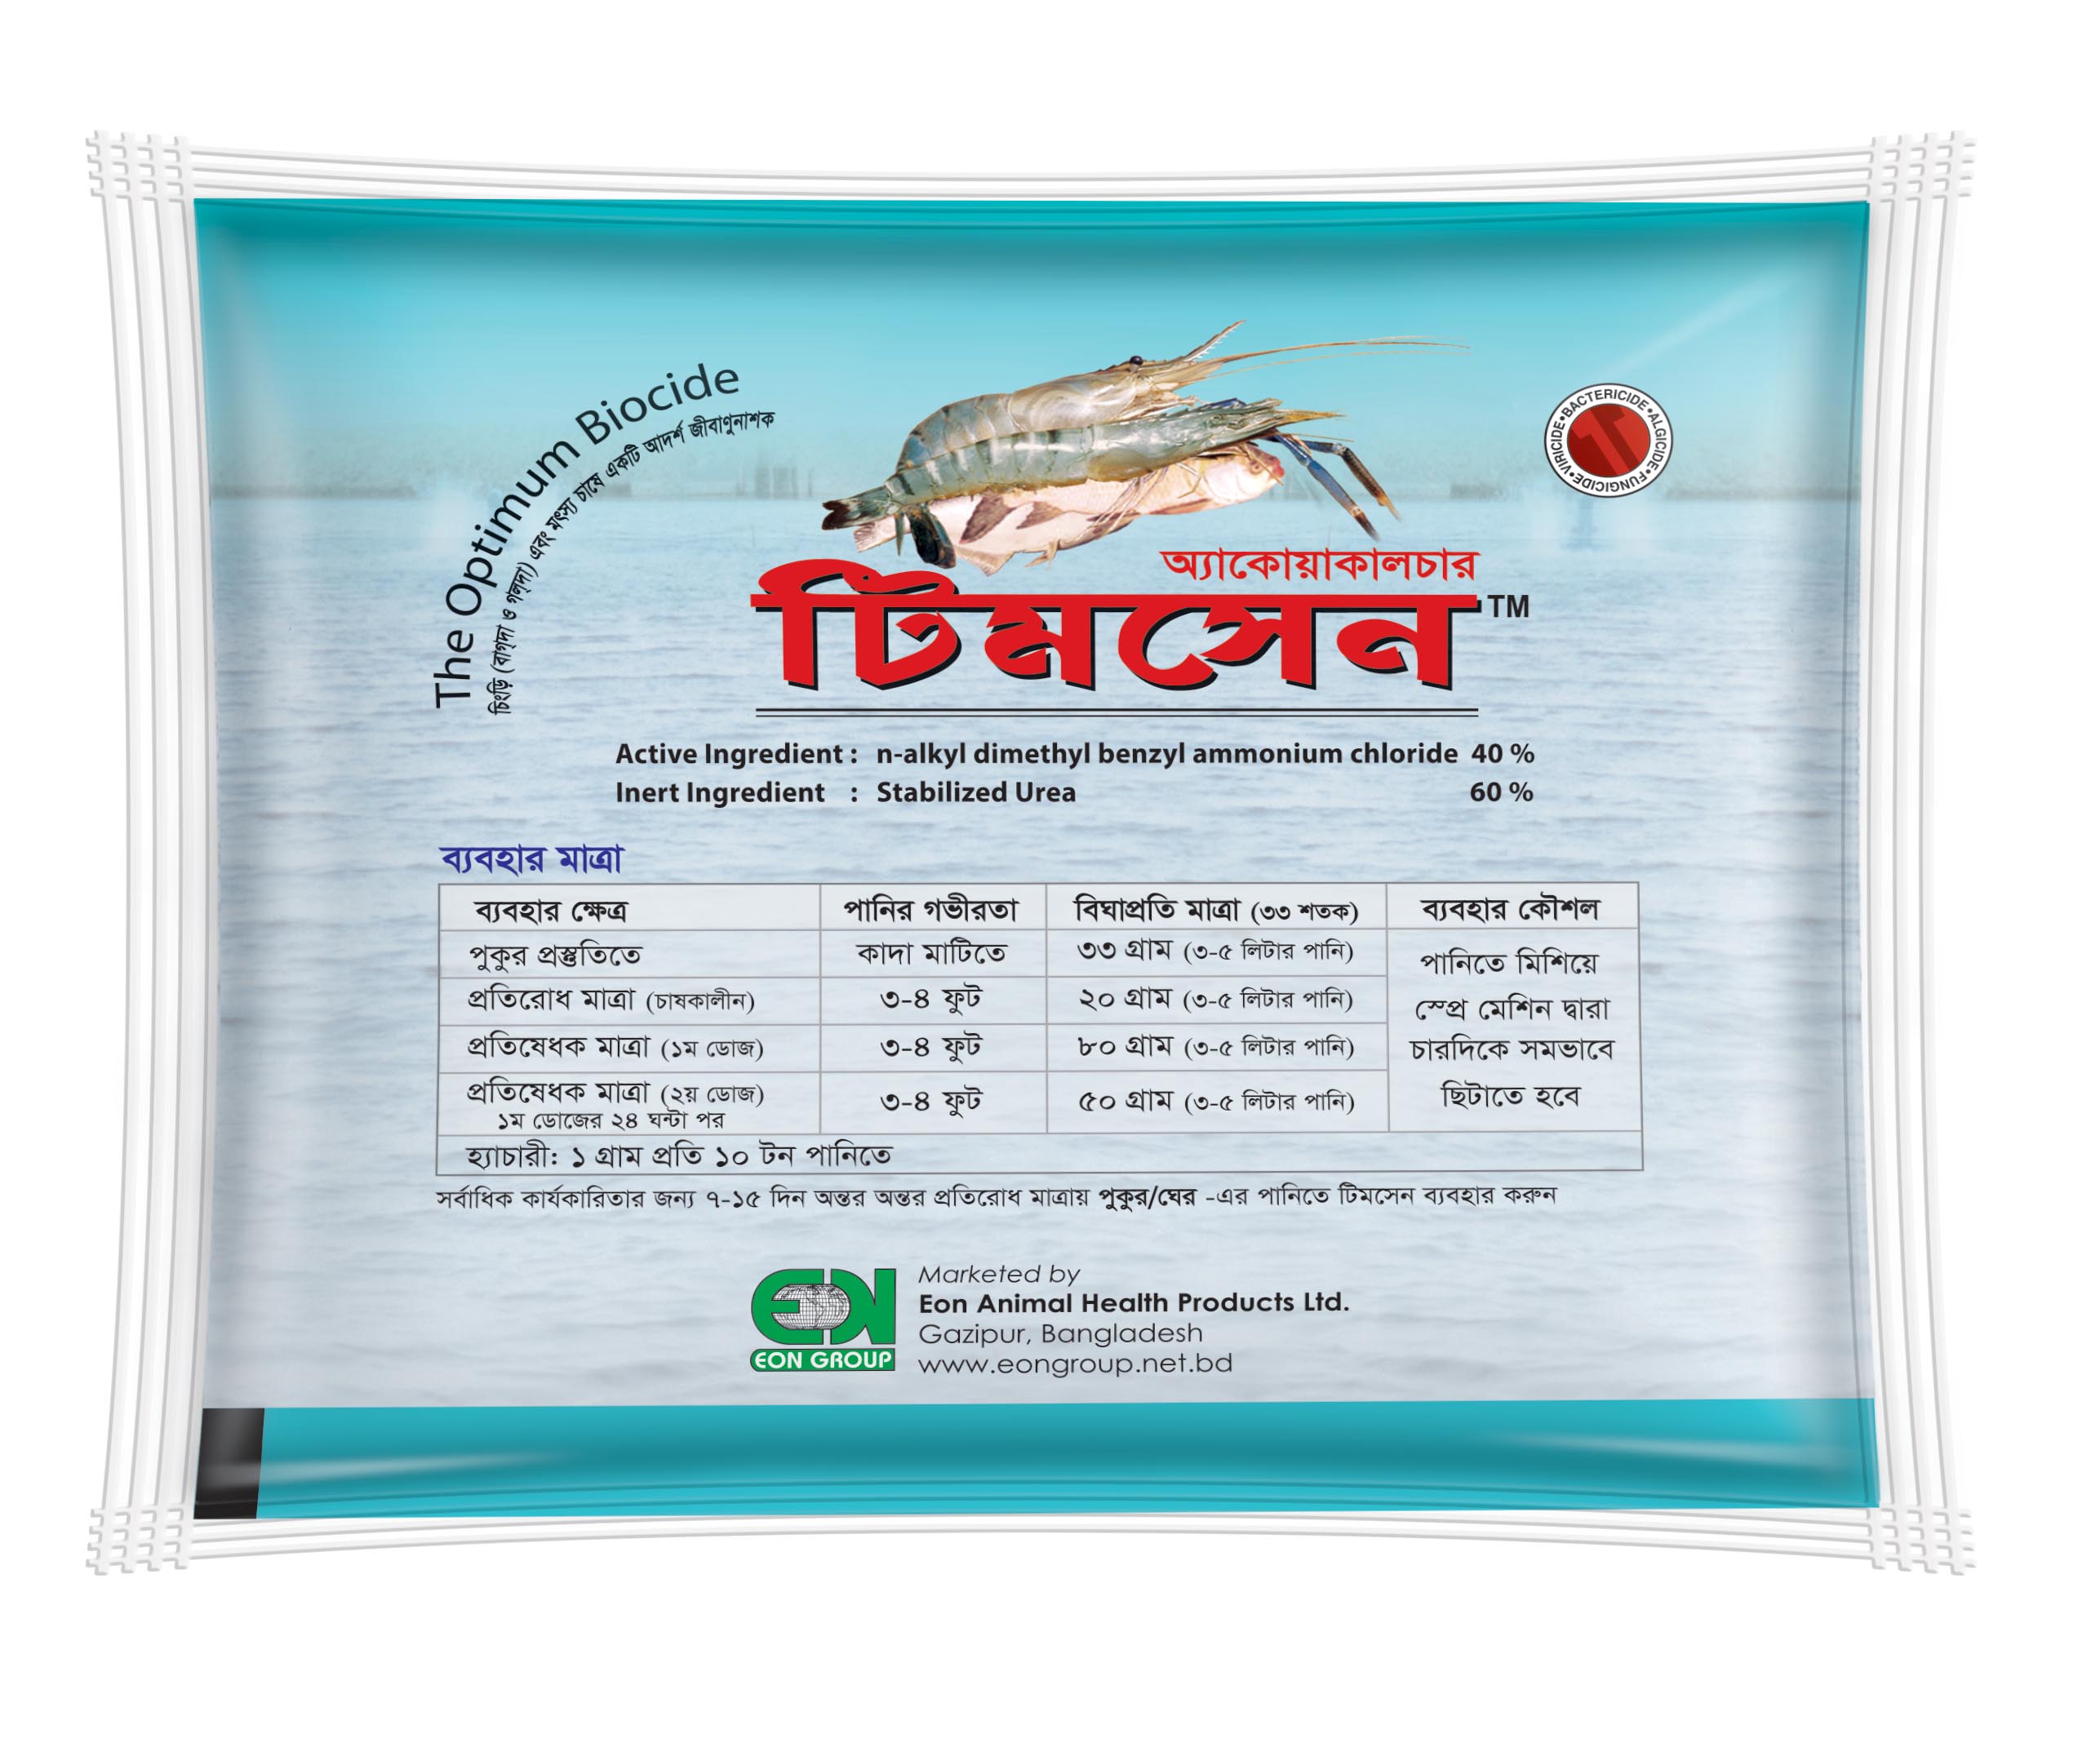 The Optimum Biocide
চিংড়ি (বাগ্দা ও গল্দা) এবং মৎস্য চাষে একটি আদর্শ জীবাণুনাশক
•BACTERICIDE•ALGICIDE•FUNGICIDE•VIRICIDE
অ্যাকোয়াকালচার
টিমসেন TM
Active Ingredient : n-alkyl dimethyl benzyl ammonium chloride 40 %
Inert Ingredient : Stabilized Urea 60 %
ব্যবহার মাত্রা
ব্যবহার ক্ষেত্র পানির গভীরতা বিঘাপ্রতি মাত্রা (৩৩ শতক) ব্যবহার কৌশল
পুকুর প্রস্তুতিতে কাদা মাটিতে ৩৩ গ্রাম (৩-৫ লিটার পানি) পানিতে মিশিয়ে
প্রতিরোধ মাত্রা (চাষকালীন) ৩-৪ ফুট ২০ গ্রাম (৩-৫ লিটার পানি) স্প্রে মেশিন দ্বারা
প্রতিষেধক মাত্রা (১ম ডোজ) ৩-৪ ফুট ৮০ গ্রাম (৩-৫ লিটার পানি) চারদিকে সমভাবে
প্রতিষেধক মাত্রা (২য় ডোজ) ৩-৪ ফুট ৫০ গ্রাম (৩-৫ লিটার পানি) ছিটাতে হবে
১ম ডোজের ২৪ ঘন্টা পর
হ্যাচারী: ১ গ্রাম প্রতি ১০ টন পানিতে
সর্বাধিক কার্যকারিতার জন্য ৭-১৫ দিন অন্তর অন্তর প্রতিরোধ মাত্রায় পুকুর/ঘের -এর পানিতে টিমসেন ব্যবহার করুন
EON
EON GROUP
Marketed by
Eon Animal Health Products Ltd.
Gazipur, Bangladesh
www.eongroup.net.bd